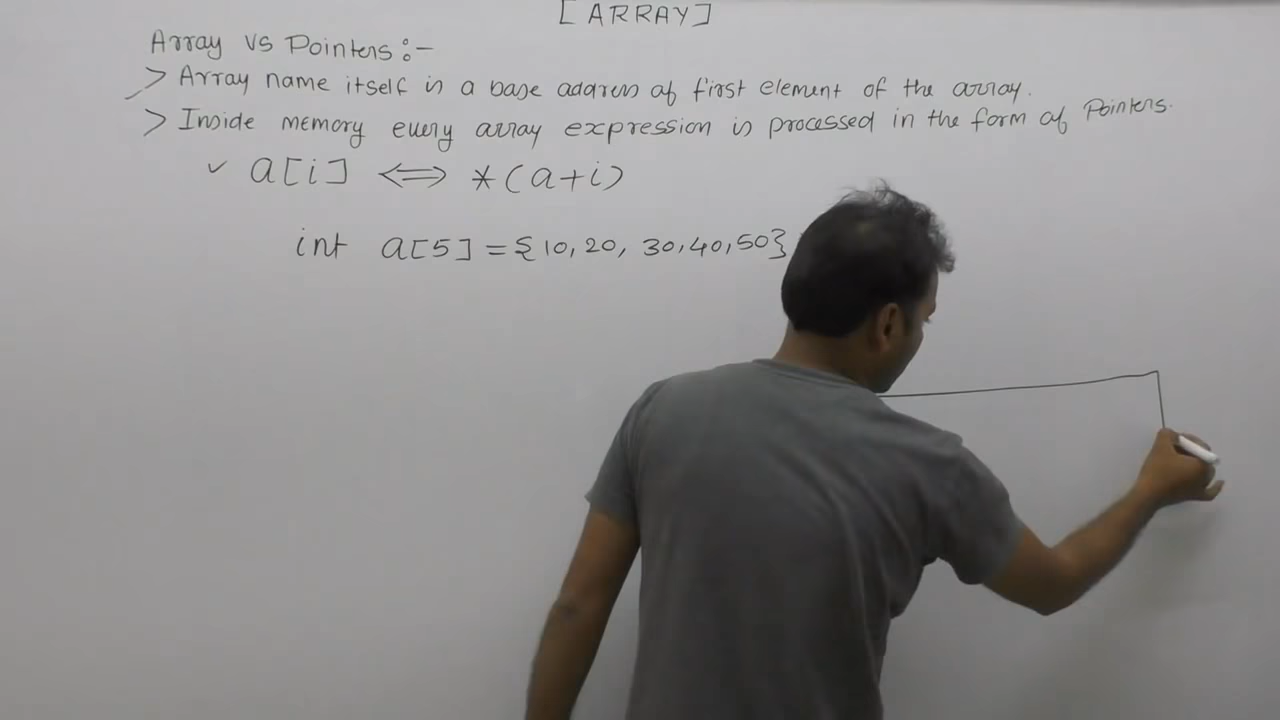 [ARRAY]
Array vs Pointers:-
> Array name itself is a base address of first element of the array.
> Inside memory every array expression is processed in the form of Pointers.
✓ a[i] ⟺ *(a+i)
int a[5] = {10, 20, 30, 40, 50}